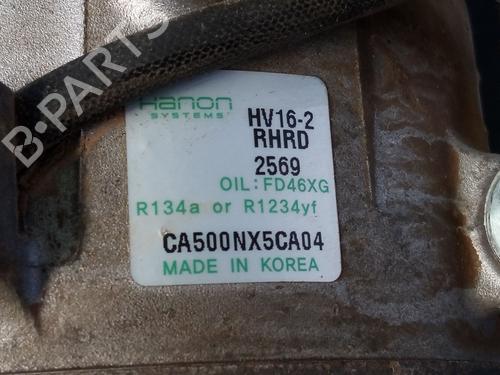 B-PARTS
Hanon
SYSTEMS
HV16-2
RHRD
2569
OIL: FD46XG
R134a or R1234yf
CA500NX5CA04
MADE IN KOREA